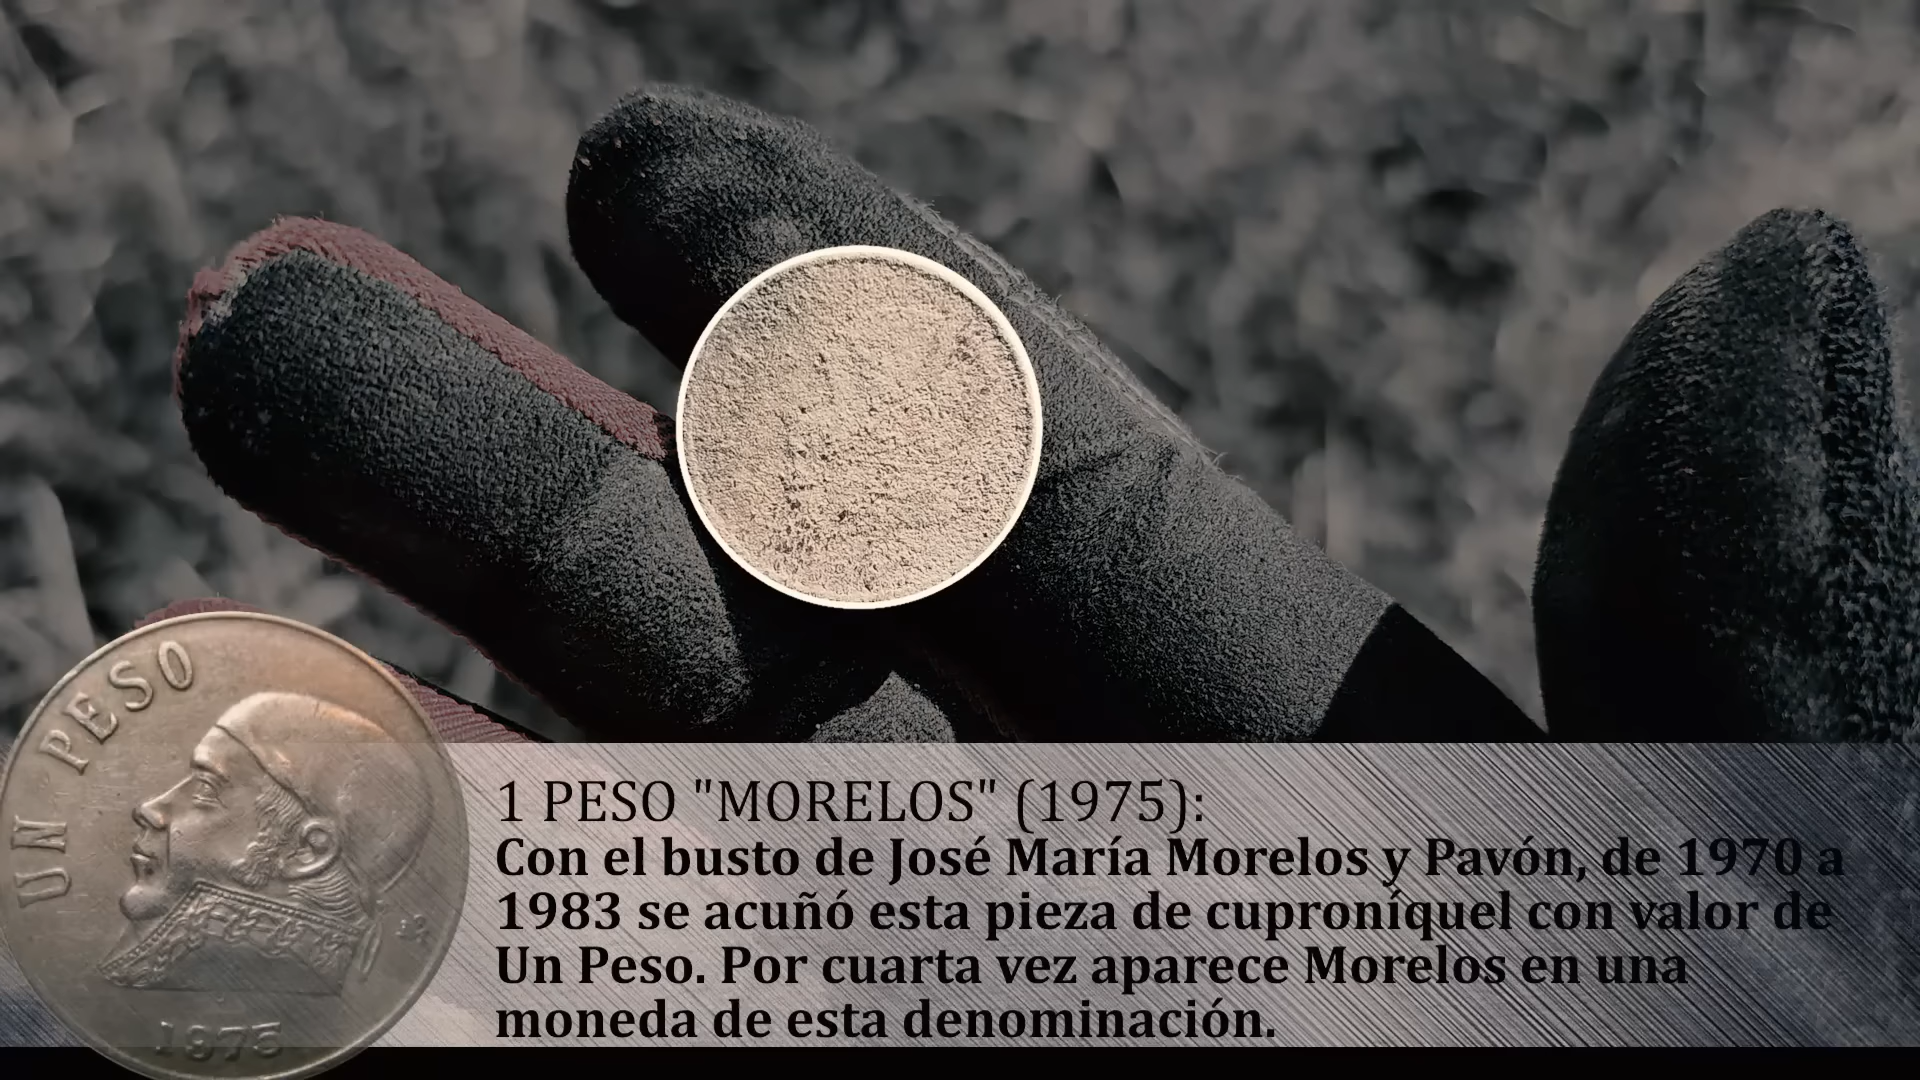 UN PESO
1975
1 PESO "MORELOS" (1975):
Con el busto de José María Morelos y Pavón, de 1970 a
1983 se acuñó esta pieza de cuproníquel con valor de
Un Peso. Por cuarta vez aparece Morelos en una
moneda de esta denominación.